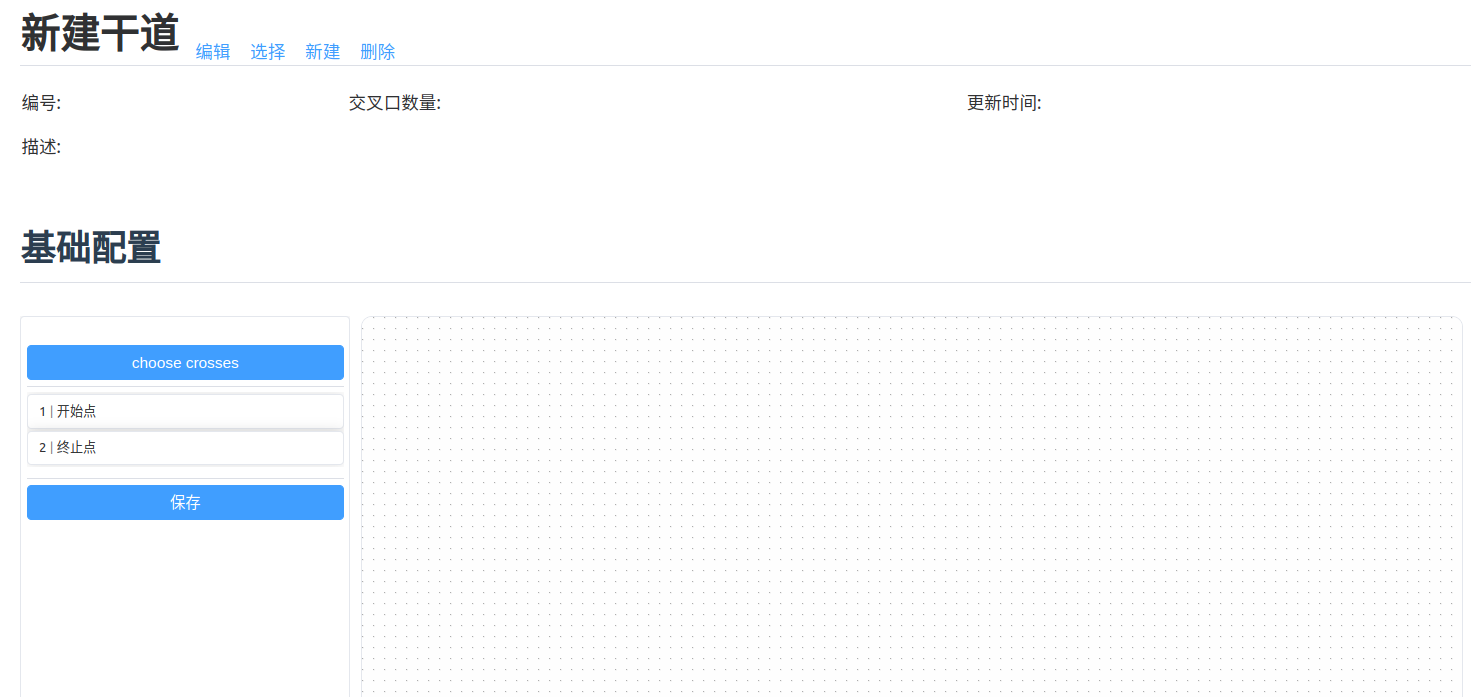 新建干道 编辑 选择 新建 删除
编号: 交叉口数量: 更新时间:
描述:
基础配置
choose crosses
1 | 开始点
2 | 终止点
保存